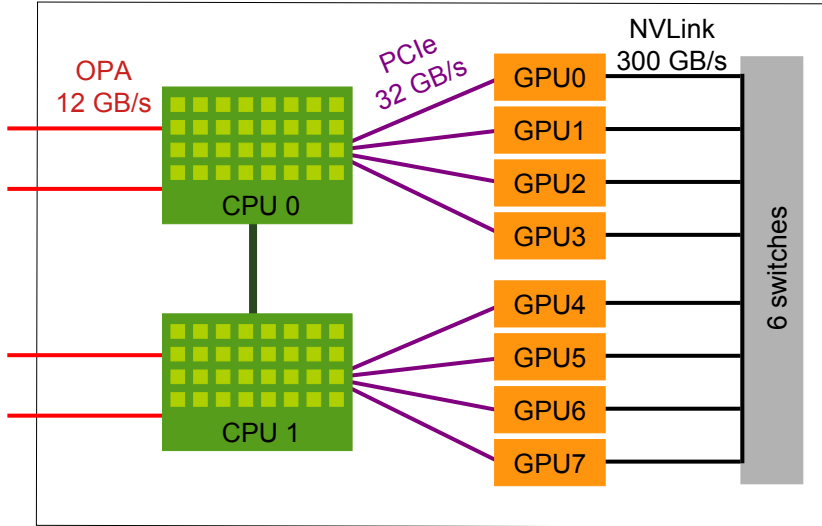 OPA
12 GB/s
PCIe
32 GB/s
NVLink
300 GB/s
CPU 0
CPU 1
GPU0
GPU1
GPU2
GPU3
GPU4
GPU5
GPU6
GPU7
6 switches